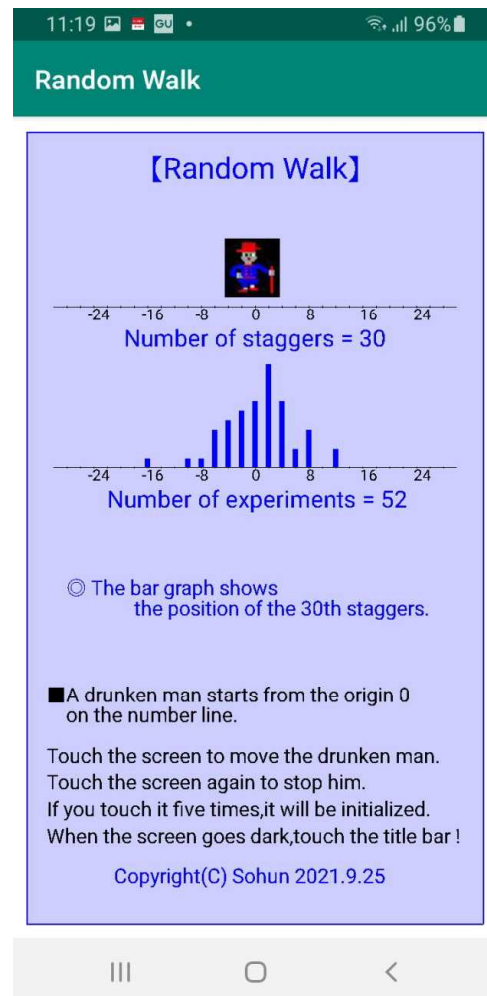 11:19 GU • 96%
Random Walk
【Random Walk】
-24 -16 -8 0 8 16 24
Number of staggers = 30
-24 -16 -8 0 8 16 24
Number of experiments = 52
◎ The bar graph shows
the position of the 30th staggers.
■A drunken man starts from the origin 0
on the number line.
Touch the screen to move the drunken man.
Touch the screen again to stop him.
If you touch it five times,it will be initialized.
When the screen goes dark,touch the title bar !
Copyright(C) Sohun 2021.9.25